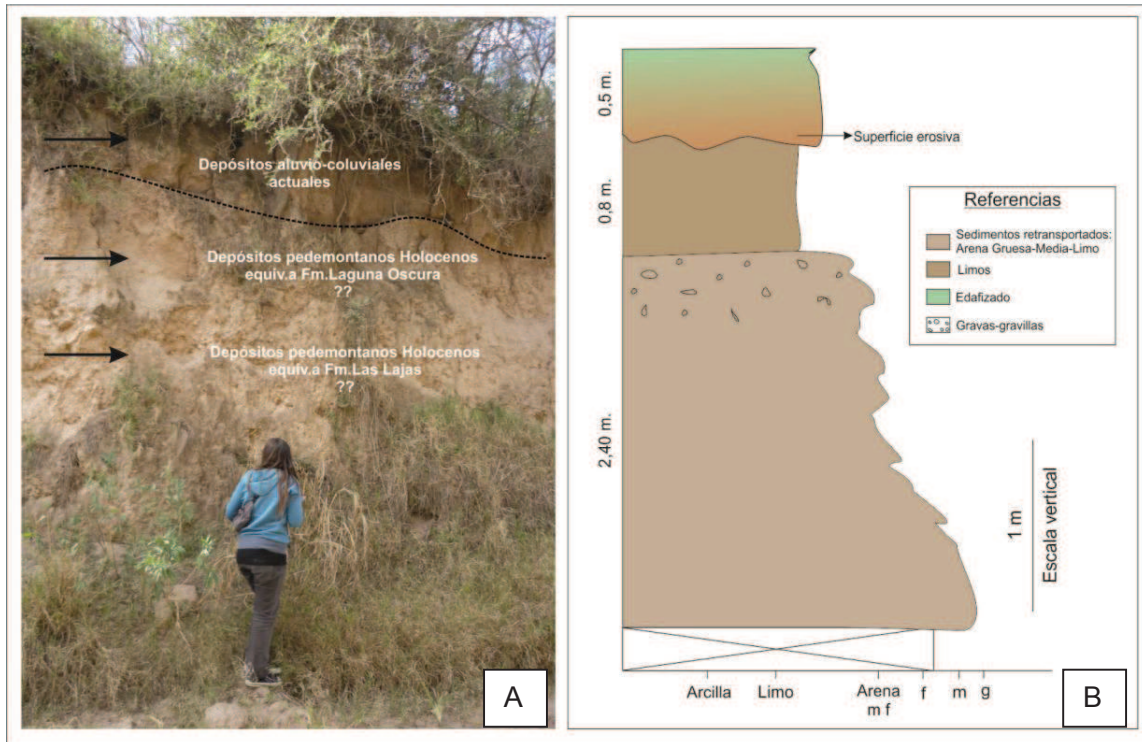 Depósitos aluvio-coluviales
actuales
Depósitos pedemontanos Holocenos
equiv.a Fm.Laguna Oscura
??
Depósitos pedemontanos Holocenos
equiv.a Fm.Las Lajas
??
A
0,5 m.
0,8 m.
2,40 m.
Superficie erosiva
Referencias
Sedimentos retransportados:
Arena Gruesa-Media-Limo
Limos
Edafizado
Gravas-gravillas
1 m
Escala vertical
Arcilla
Limo
Arena
m f
f
m
g
B